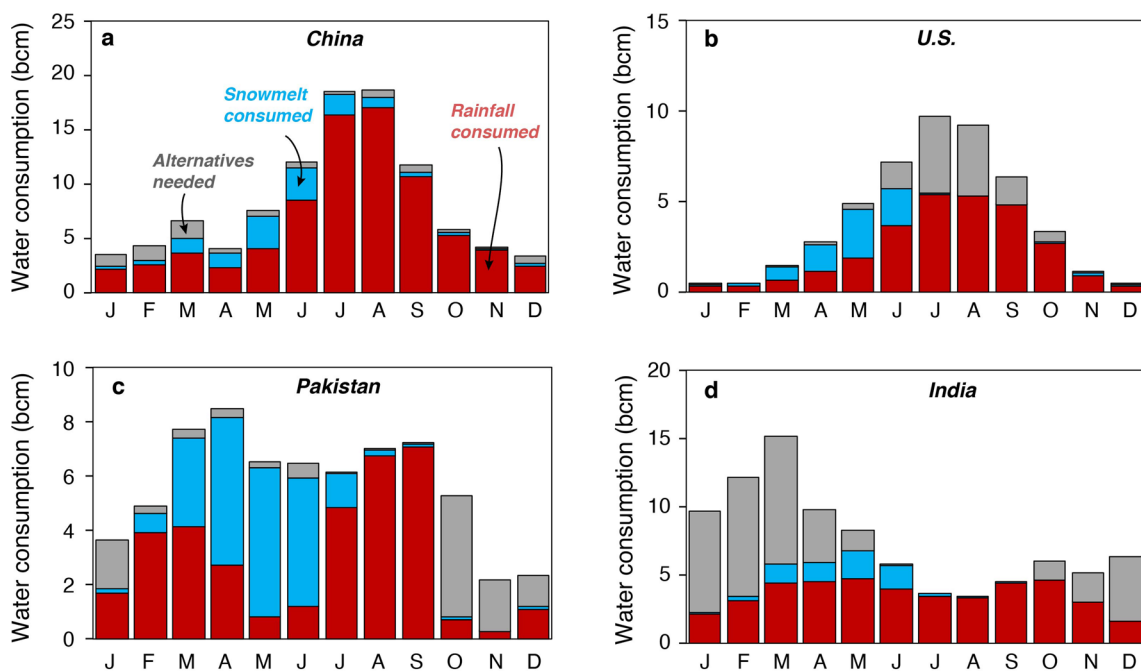 a
China
Water consumption (bcm)
25
20
15
10
5
0
Snowmelt
consumed
Rainfall
consumed
Alternatives
needed
J F M A M J J A S O N D
b
U.S.
Water consumption (bcm)
15
10
5
0
J F M A M J J A S O N D
c
Pakistan
Water consumption (bcm)
10
8
6
4
2
0
J F M A M J J A S O N D
d
India
Water consumption (bcm)
20
15
10
5
0
J F M A M J J A S O N D